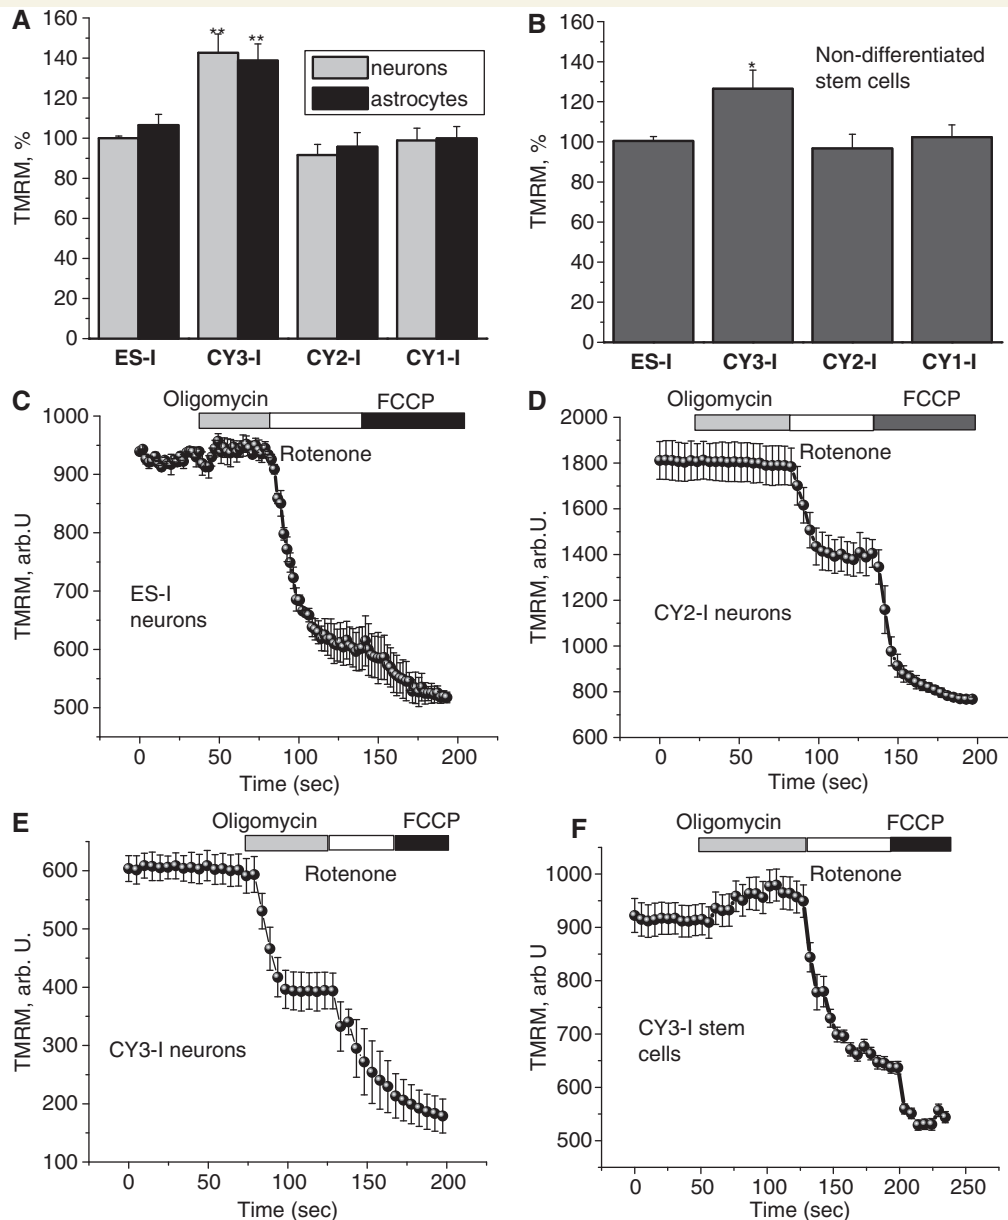 A
160
140
120
100
80
60
40
20
0
TMRM, %
** **
neurons
astrocytes
ES-I CY3-I CY2-I CY1-I
B
160
140
120
100
80
60
40
20
0
TMRM, %
*
Non-differentiated
stem cells
ES-I CY3-I CY2-I CY1-I
C
Oligomycin FCCP
Rotenone
1000
900
800
700
600
500
TMRM, arb.U
ES-I
neurons
0 50 100 150 200
Time (sec)
D
Oligomycin FCCP
Rotenone
2000
1800
1600
1400
1200
1000
800
600
TMRM, arb.U.
CY2-I neurons
0 50 100 150 200
Time (sec)
E
Oligomycin FCCP
Rotenone
600
500
400
300
200
100
TMRM, arb. U.
CY3-I neurons
0 50 100 150 200
Time (sec)
F
Oligomycin FCCP
Rotenone
1000
900
800
700
600
500
TMRM, arb U
CY3-I stem
cells
0 50 100 150 200 250
Time (sec)